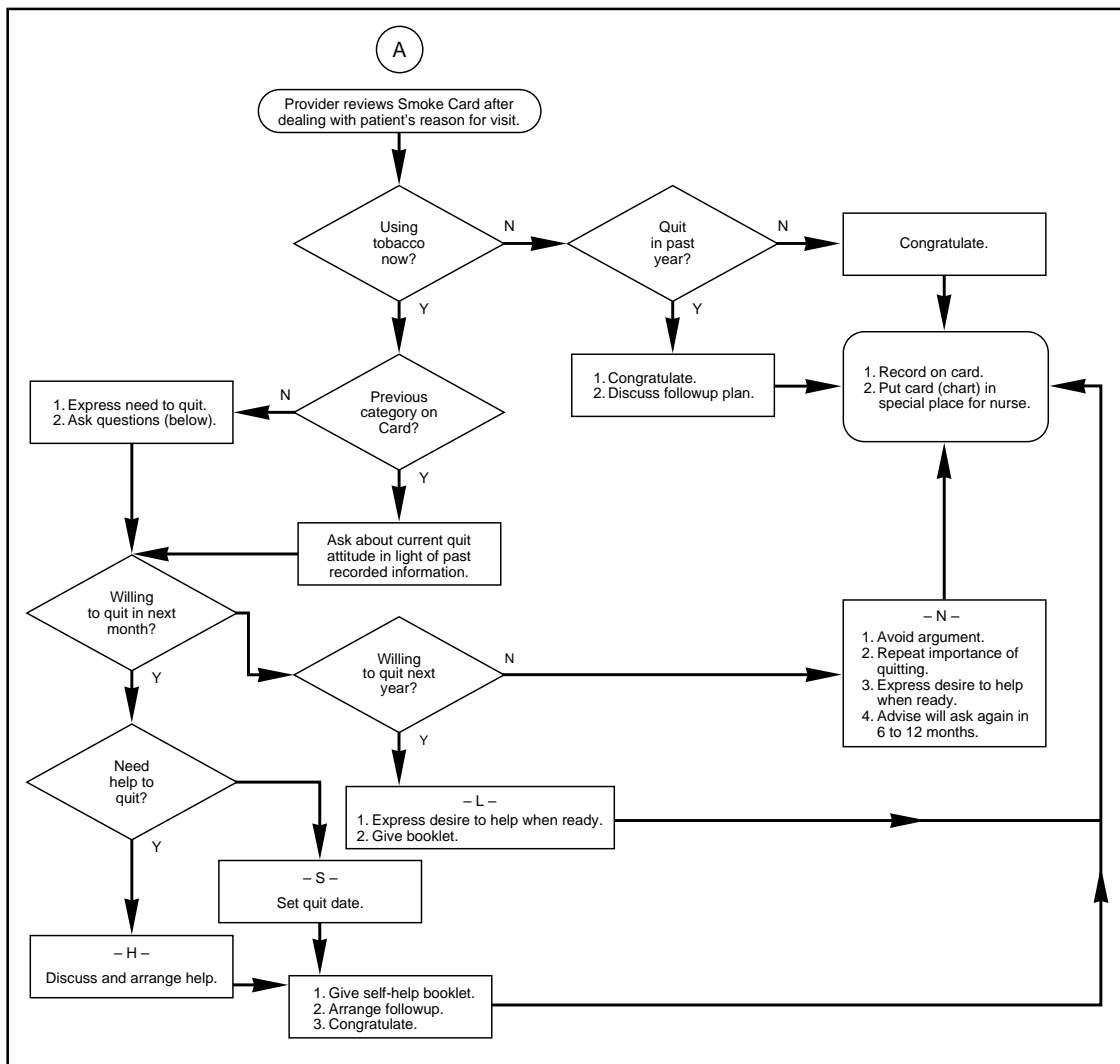 A
Provider reviews Smoke Card after
dealing with patient's reason for visit.
Using
tobacco
now?
N
Quit
in past
year?
N
Congratulate.
Y
Y
1. Congratulate.
2. Discuss followup plan.
1. Record on card.
2. Put card (chart) in
special place for nurse.
Previous
category on
Card?
N
1. Express need to quit.
2. Ask questions (below).
Y
Ask about current quit
attitude in light of past
recorded information.
Willing
to quit in next
month?
Y
Willing
to quit next
year?
N
– N –
1. Avoid argument.
2. Repeat importance of
quitting.
3. Express desire to help
when ready.
4. Advise will ask again in
6 to 12 months.
Y
– L –
1. Express desire to help when ready.
2. Give booklet.
Need
help to
quit?
Y
– S –
Set quit date.
– H –
Discuss and arrange help.
1. Give self-help booklet.
2. Arrange followup.
3. Congratulate.